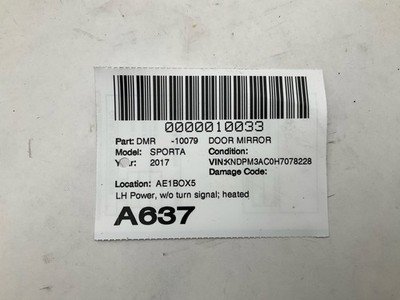 0000010033
Part: DMR -10079 DOOR MIRROR
Model: SPORTA Condition:
Year: 2017 VIN:KNDPM3AC0H7078228
Damage Code:
Location: AE1BOX5
LH Power, w/o turn signal; heated
A637